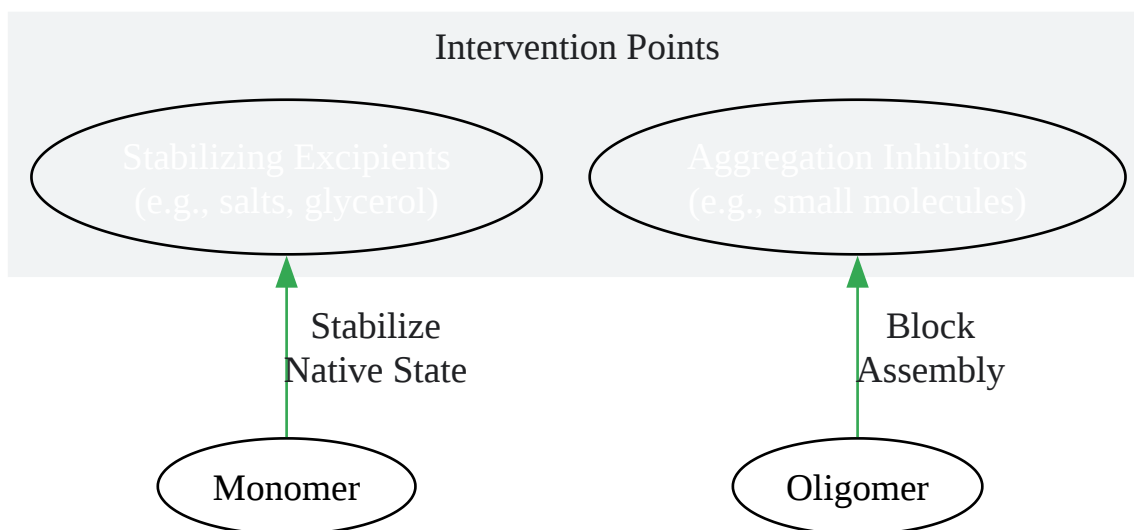 Intervention Points
Stabilizing Excipients
(e.g., salts, glycerol)
Aggregation Inhibitors
(e.g., small molecules)
Stabilize
Native State
Block
Assembly
Monomer
Oligomer